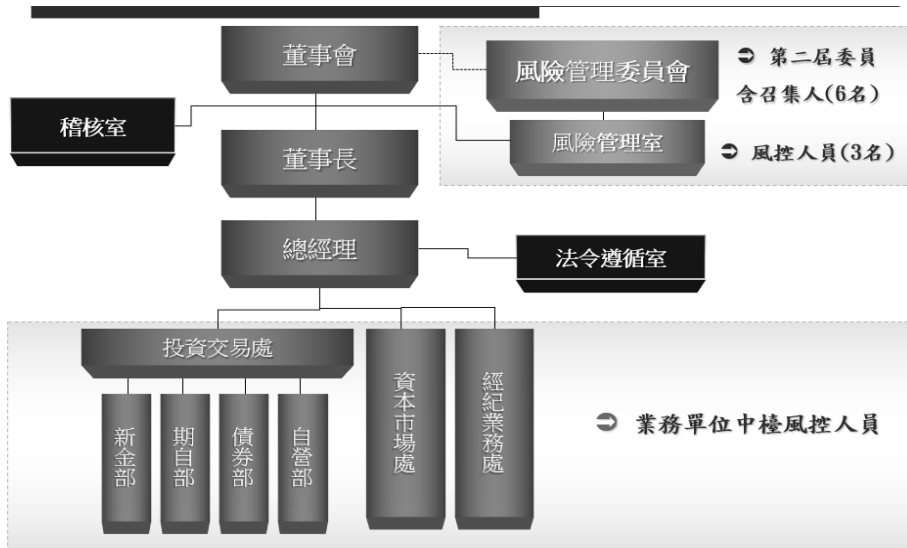 董事會
風險管理委員會
➲ 第二屆委員
含召集人(6名)
稽核室
董事長
風險管理室
➲ 風控人員(3名)
總經理
法令遵循室
投資交易處
新金部
期自部
債券部
自營部
資本市場處
經紀業務處
➲ 業務單位中檯風控人員